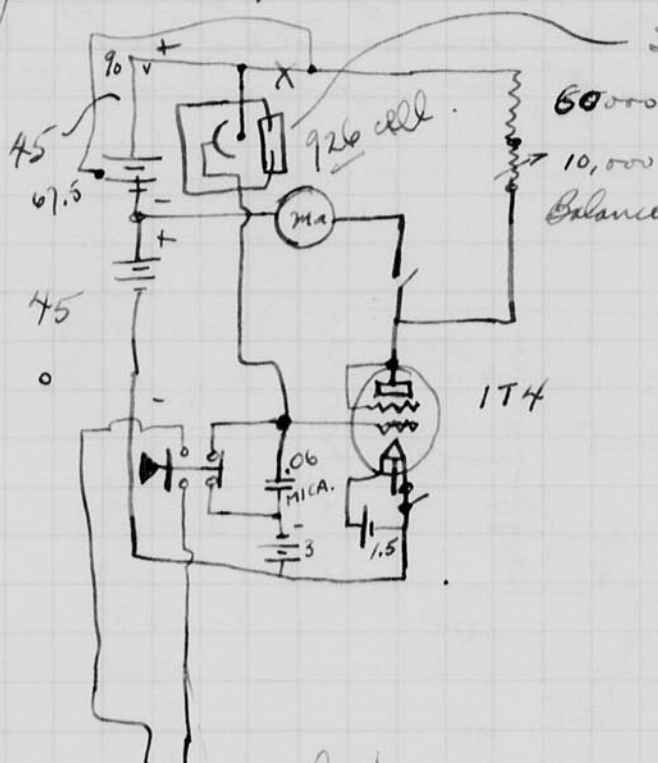 90 v +
X
60000
926 cell.
45
10,000
67.5
-
ma
Balance
+
45
1T4
-
.06
MICA.
-
3
1.5